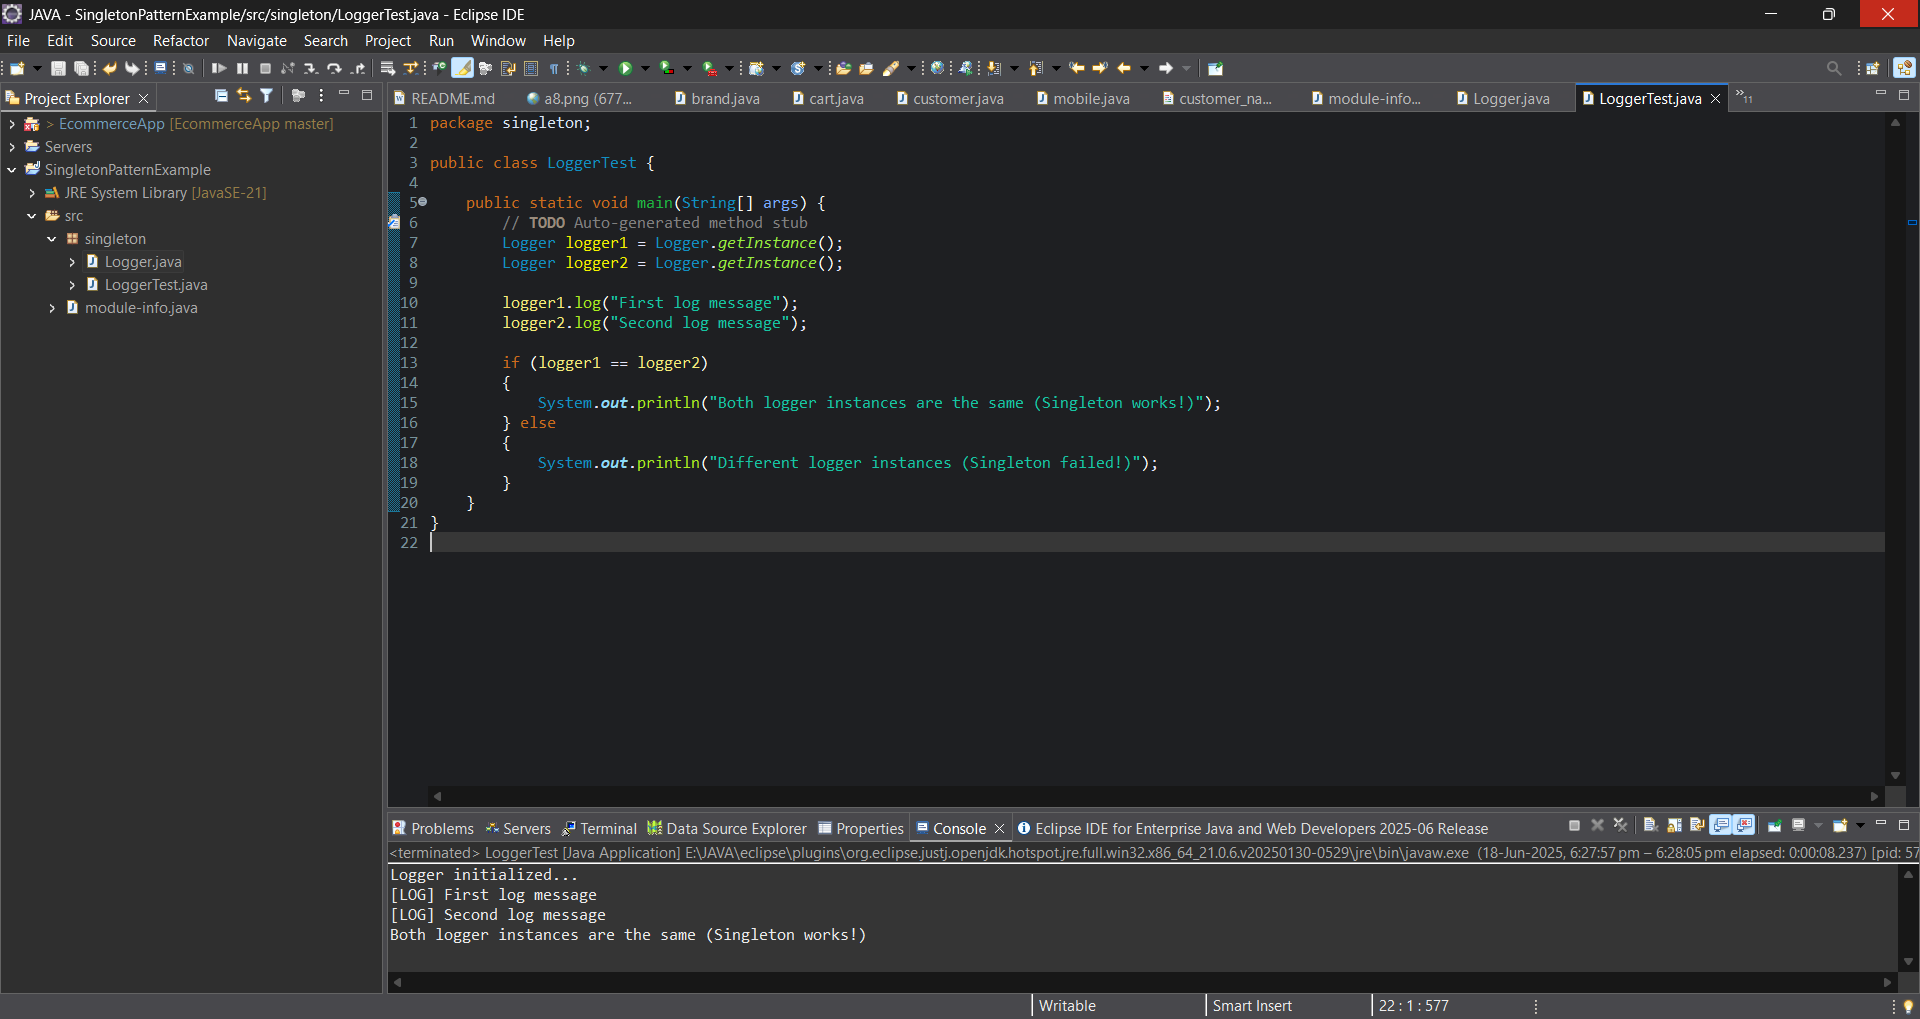 JAVA - SingletonPatternExample/src/singleton/LoggerTest.java - Eclipse IDE
File Edit Source Refactor Navigate Search Project Run Window Help
Project Explorer
README.md a8.png (677... brand.java cart.java customer.java mobile.java customer_na... module-info... Logger.java LoggerTest.java »11
> EcommerceApp [EcommerceApp master]
Servers
SingletonPatternExample
JRE System Library [JavaSE-21]
src
singleton
Logger.java
LoggerTest.java
module-info.java
1 package singleton;
2
3 public class LoggerTest {
4
5 public static void main(String[] args) {
6 // TODO Auto-generated method stub
7 Logger logger1 = Logger.getInstance();
8 Logger logger2 = Logger.getInstance();
9
10 logger1.log("First log message");
11 logger2.log("Second log message");
12
13 if (logger1 == logger2)
14 {
15 System.out.println("Both logger instances are the same (Singleton works!)");
16 } else
17 {
18 System.out.println("Different logger instances (Singleton failed!)");
19 }
20 }
21 }
22
Problems Servers Terminal Data Source Explorer Properties Console Eclipse IDE for Enterprise Java and Web Developers 2025-06 Release
<terminated> LoggerTest [Java Application] E:\JAVA\eclipse\plugins\org.eclipse.justj.openjdk.hotspot.jre.full.win32.x86_64_21.0.6.v20250130-0529\jre\bin\javaw.exe (18-Jun-2025, 6:27:57 pm – 6:28:05 pm elapsed: 0:00:08.237) [pid: 57
Logger initialized...
[LOG] First log message
[LOG] Second log message
Both logger instances are the same (Singleton works!)
Writable Smart Insert 22 : 1 : 577